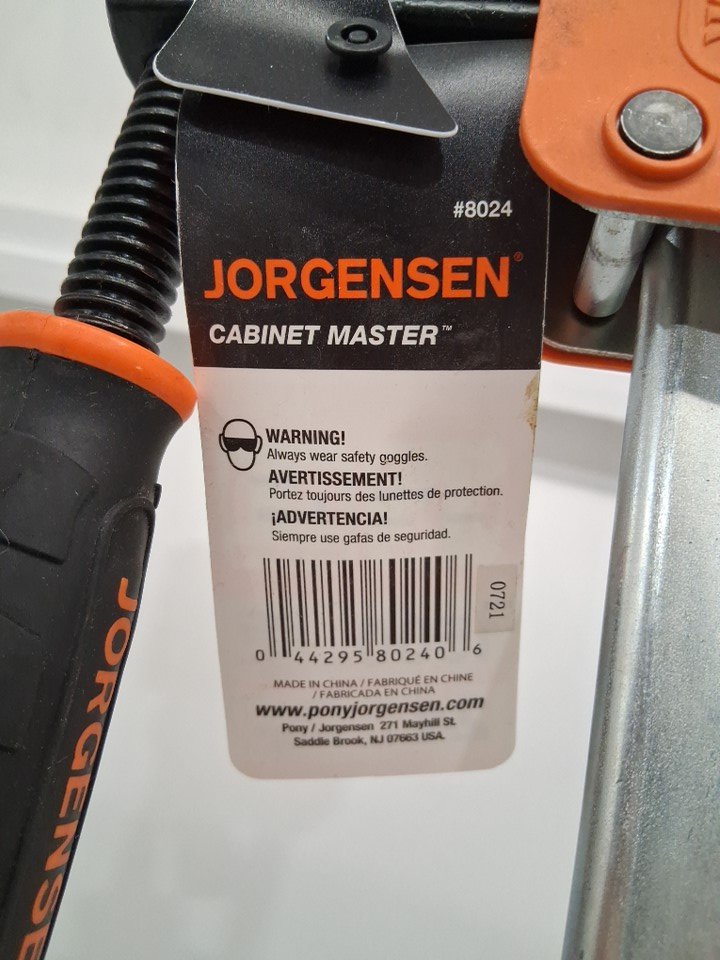 #8024
JORGENSEN®
CABINET MASTER™
WARNING!
Always wear safety goggles.
AVERTISSEMENT!
Portez toujours des lunettes de protection.
¡ADVERTENCIA!
Siempre use gafas de seguridad.
0721
0 44295 80240 6
MADE IN CHINA / FABRIQUÉ EN CHINE
/ FABRICADA EN CHINA
www.ponyjorgensen.com
Pony / Jorgensen 271 Mayhill St.
Saddle Brook, NJ 07663 USA.
JORGENSE